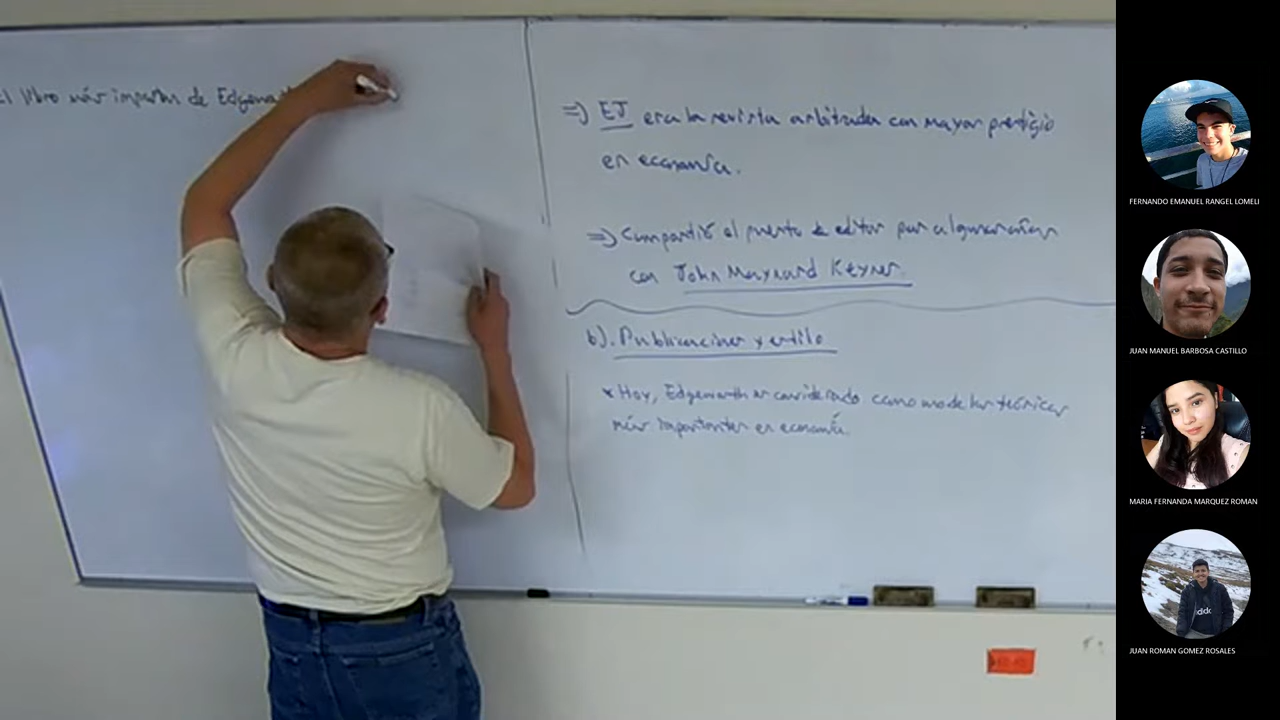 El libro más importante de Edgeworth
=> EJ era la revista arbitrada con mayor prestigio
en economía.
=> Compartió el puesto de editor por algunos años
con John Maynard Keynes.
b). Publicaciones y estilo
* Hoy, Edgeworth es considerado como uno de los teóricos
más importantes en economía.
FERNANDO EMANUEL RANGEL LOMELI
JUAN MANUEL BARBOSA CASTILLO
MARIA FERNANDA MARQUEZ ROMAN
JUAN ROMAN GOMEZ ROSALES